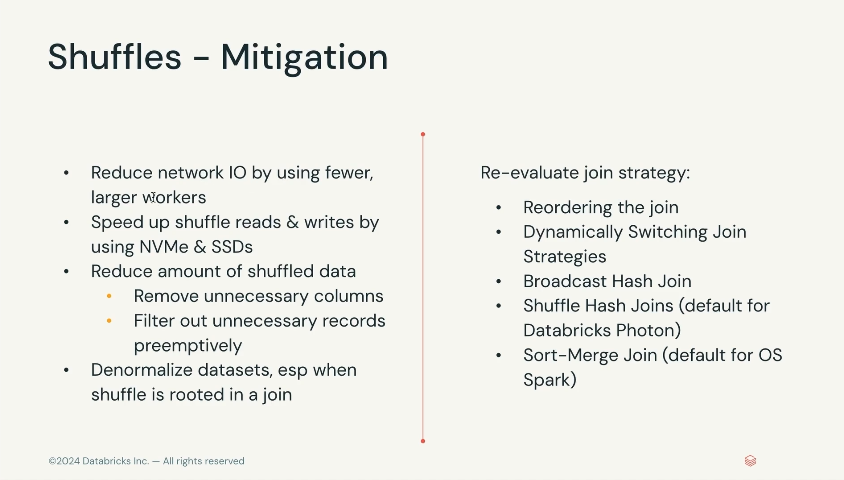 Shuffles - Mitigation
• Reduce network IO by using fewer,
larger workers
• Speed up shuffle reads & writes by
using NVMe & SSDs
• Reduce amount of shuffled data
• Remove unnecessary columns
• Filter out unnecessary records
preemptively
• Denormalize datasets, esp when
shuffle is rooted in a join
Re-evaluate join strategy:
• Reordering the join
• Dynamically Switching Join
Strategies
• Broadcast Hash Join
• Shuffle Hash Joins (default for
Databricks Photon)
• Sort-Merge Join (default for OS
Spark)
©2024 Databricks Inc. — All rights reserved